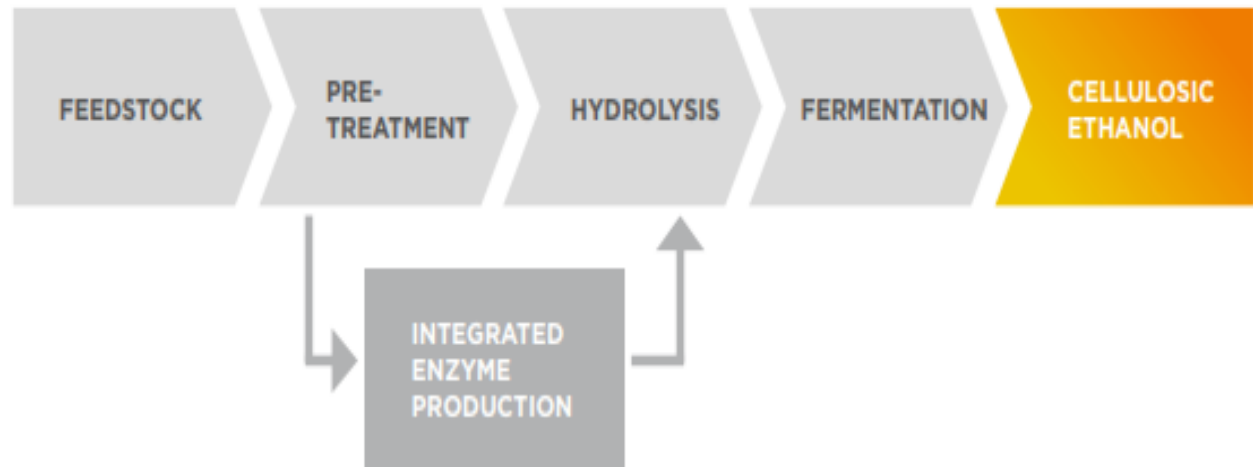 FEEDSTOCK
PRE-
TREATMENT
HYDROLYSIS
FERMENTATION
CELLULOSIC
ETHANOL
INTEGRATED
ENZYME
PRODUCTION